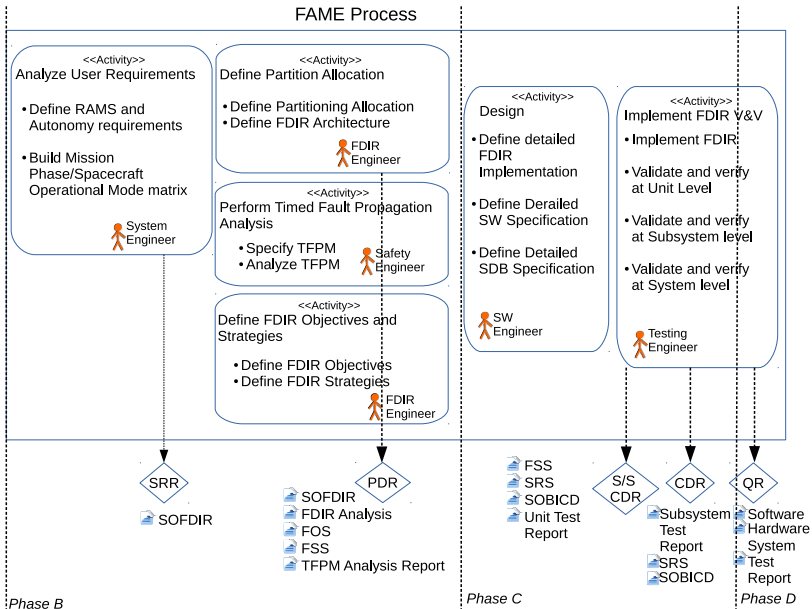 FAME Process
<<Activity>>
Analyze User Requirements
• Define RAMS and
Autonomy requirements
• Build Mission
Phase/Spacecraft
Operational Mode matrix
System
Engineer
<<Activity>>
Define Partition Allocation
• Define Partitioning Allocation
• Define FDIR Architecture
FDIR
Engineer
<<Activity>>
Perform Timed Fault Propagation
Analysis
• Specify TFPM
• Analyze TFPM
Safety
Engineer
<<Activity>>
Define FDIR Objectives and
Strategies
• Define FDIR Objectives
• Define FDIR Strategies
FDIR
Engineer
<<Activity>>
Design
• Define detailed
FDIR
Implementation
• Define Derailed
SW Specification
• Define Detailed
SDB Specification
SW
Engineer
<<Activity>>
Implement FDIR V&V
• Implement FDIR
• Validate and verify
at Unit Level
• Validate and verify
at Subsystem level
• Validate and verify
at System level
Testing
Engineer
SRR
SOFDIR
PDR
SOFDIR
FDIR Analysis
FOS
FSS
TFPM Analysis Report
FSS
SRS
SOBICD
Unit Test
Report
S/S
CDR
CDR
Subsystem
Test
Report
SRS
SOBICD
QR
Software
Hardware
System
Test
Report
Phase B
Phase C
Phase D